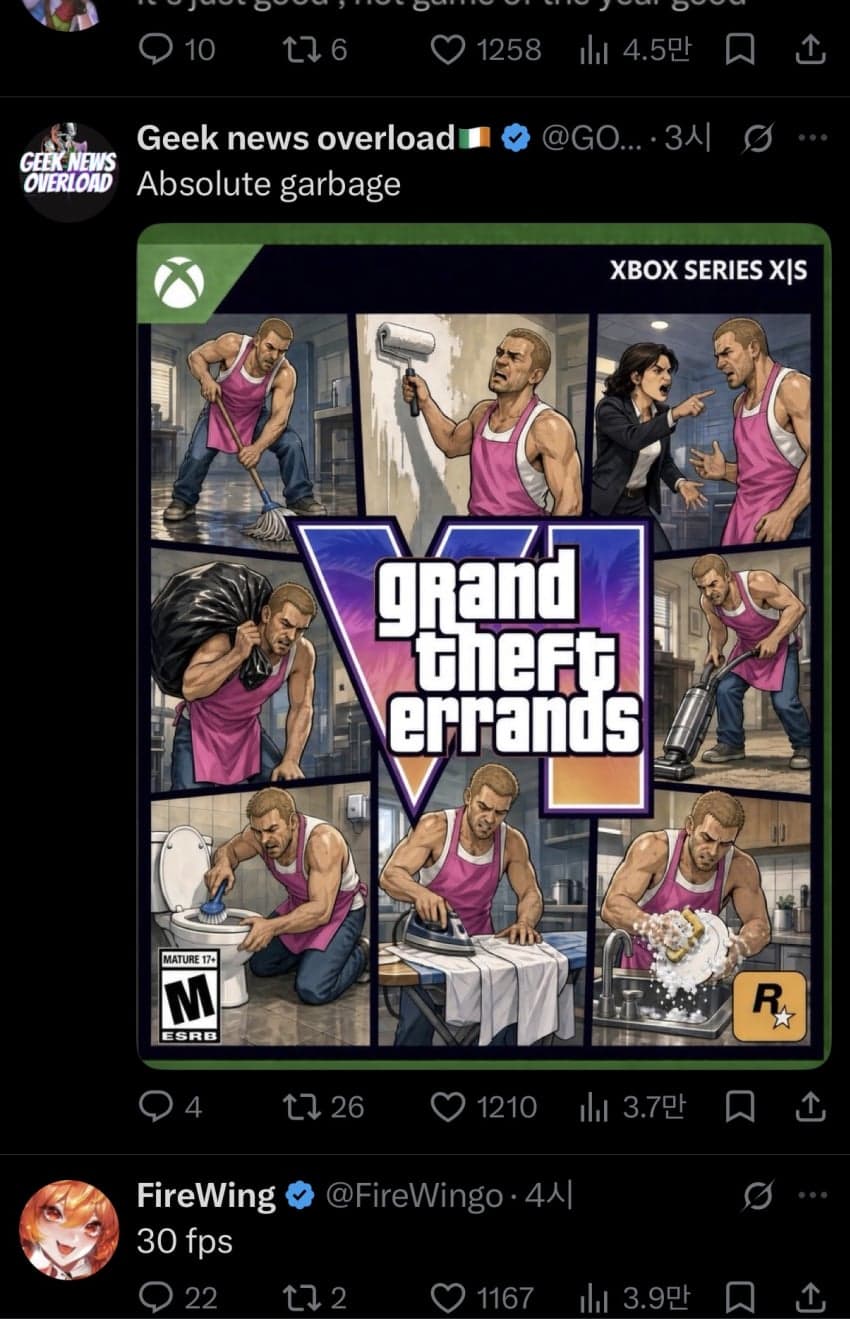 10 6 1258 4.5만
Geek news overload @GO... · 3시
GEEK NEWS
OVERLOAD
Absolute garbage
XBOX SERIES X|S
VI
grand
theft
errands
MATURE 17+
M
ESRB
R
4 26 1210 3.7만
FireWing @FireWingo · 4시
30 fps
22 2 1167 3.9만